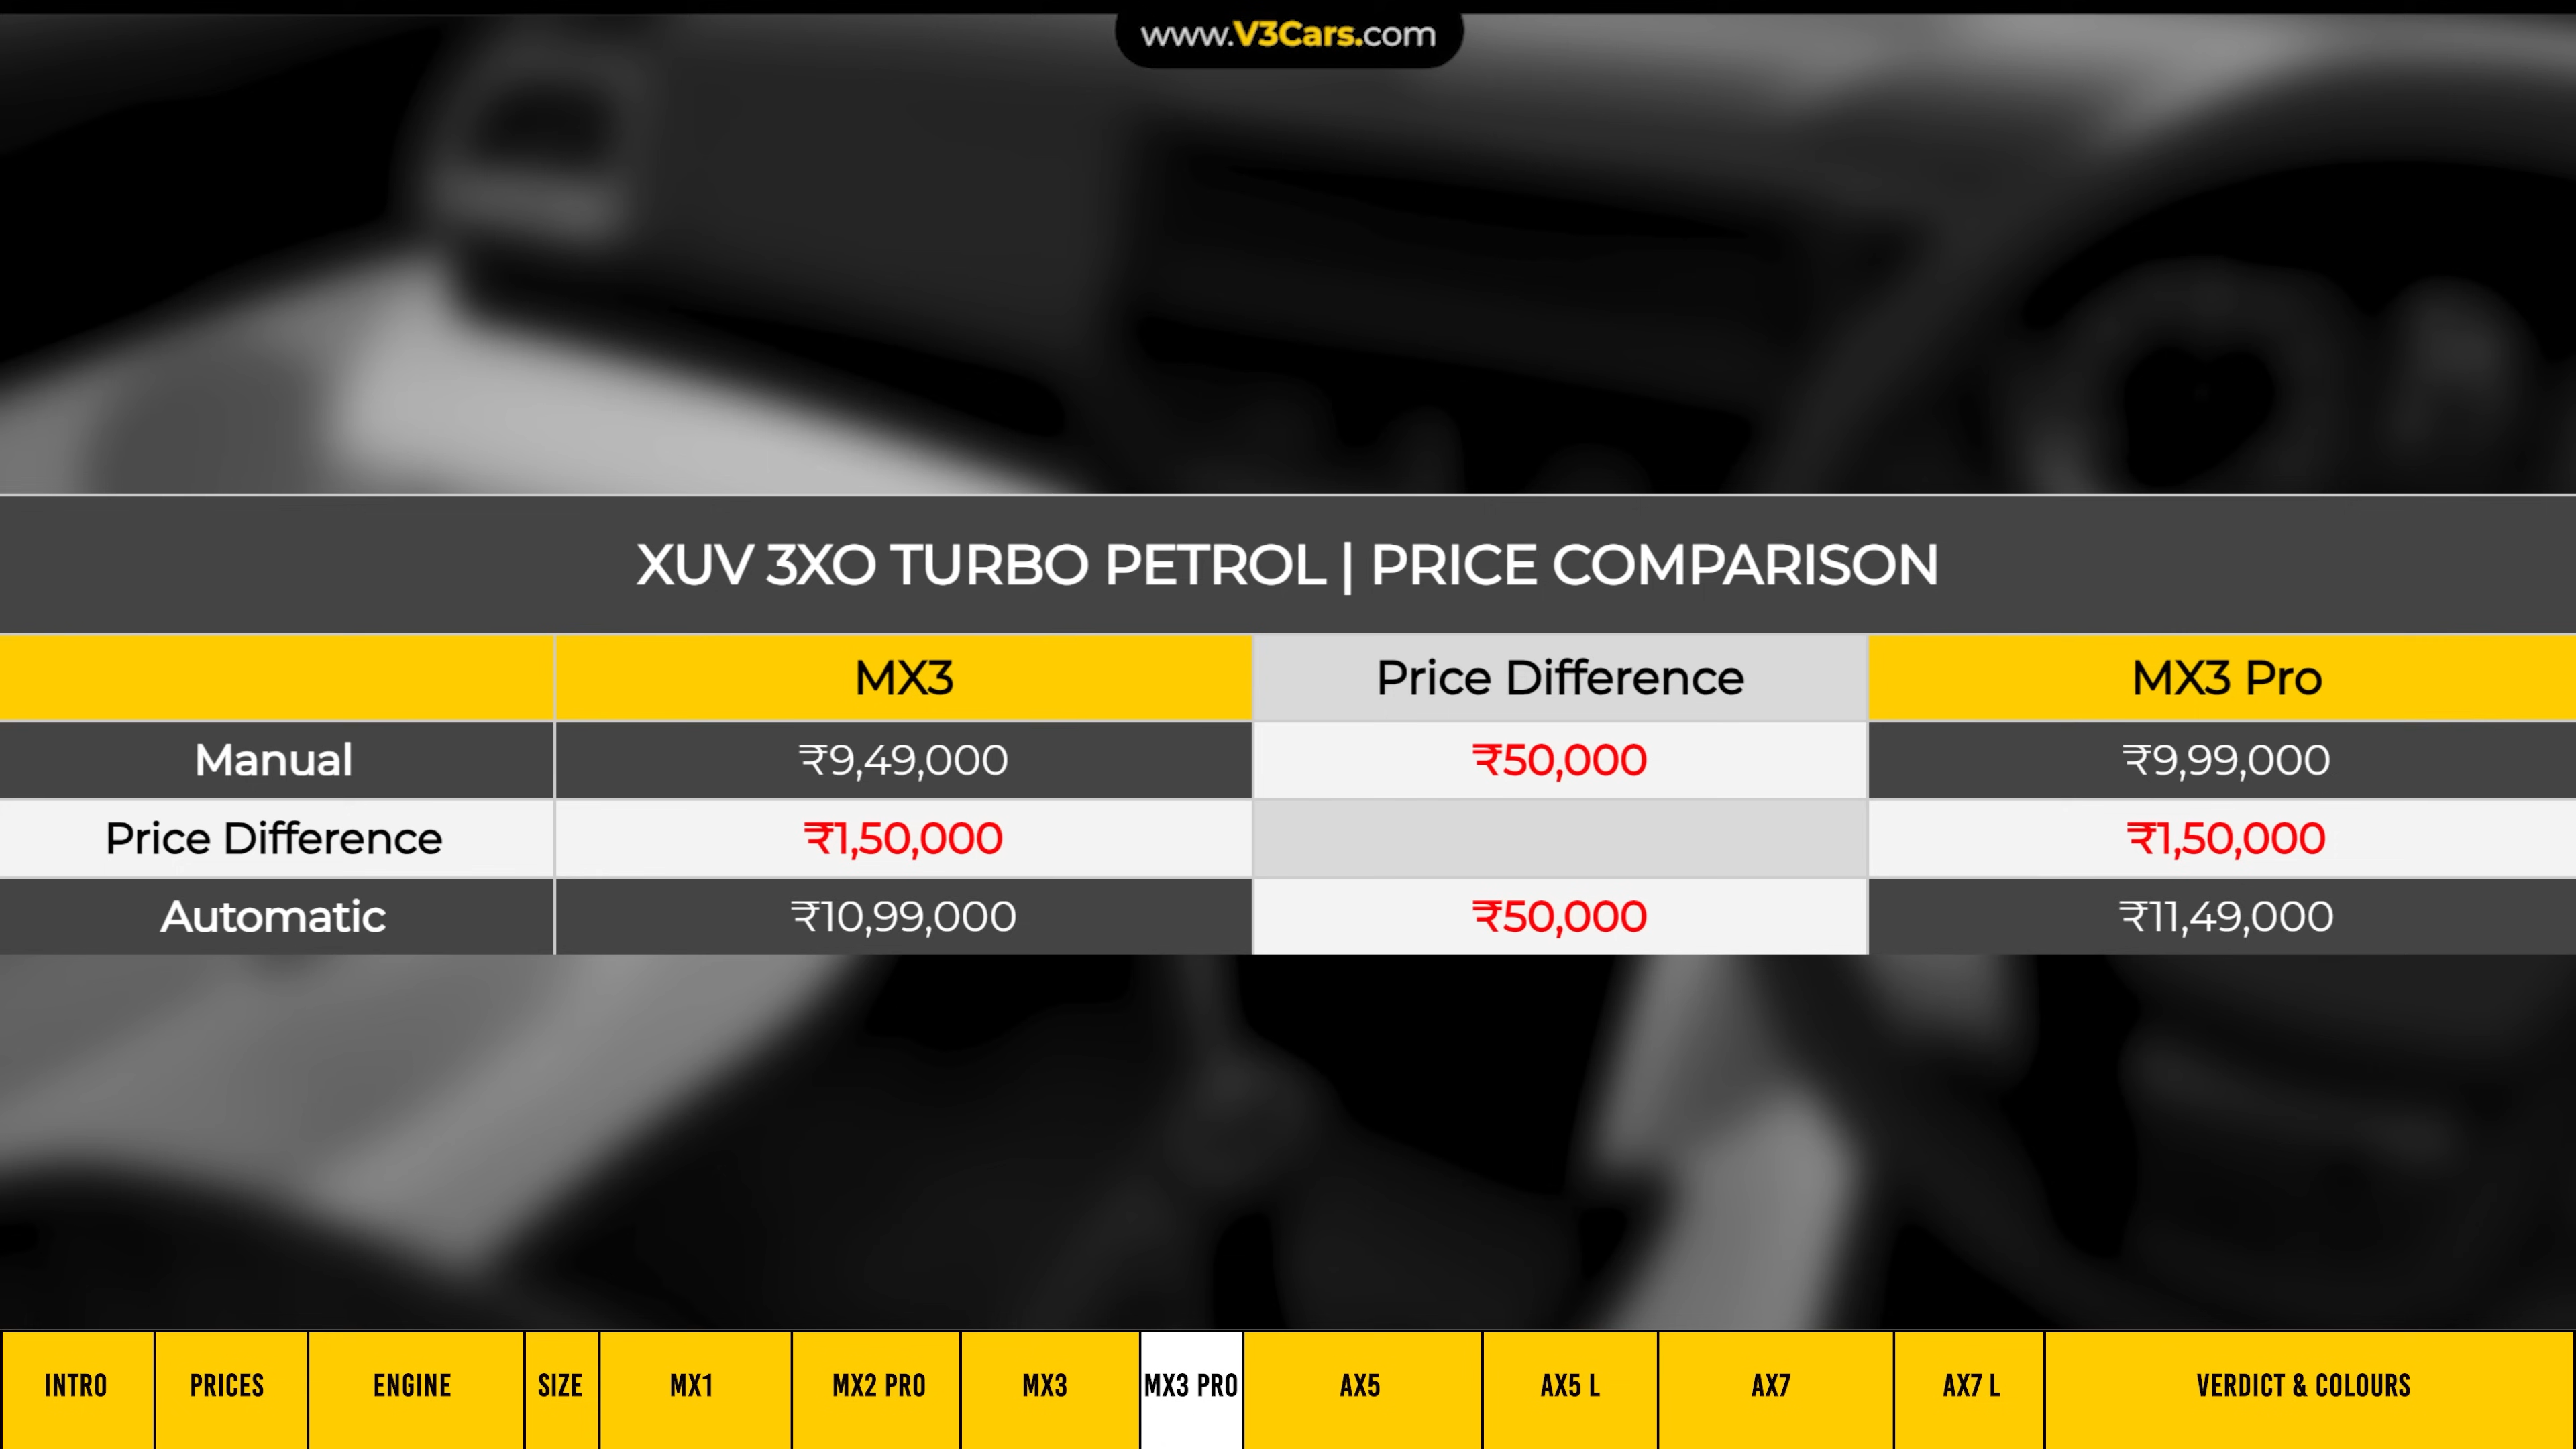 www.V3Cars.com
XUV 3XO TURBO PETROL | PRICE COMPARISON
MX3 Price Difference MX3 Pro
Manual ₹9,49,000 ₹50,000 ₹9,99,000
Price Difference ₹1,50,000 ₹1,50,000
Automatic ₹10,99,000 ₹50,000 ₹11,49,000
INTRO PRICES ENGINE SIZE MX1 MX2 PRO MX3 MX3 PRO AX5 AX5 L AX7 AX7 L VERDICT & COLOURS